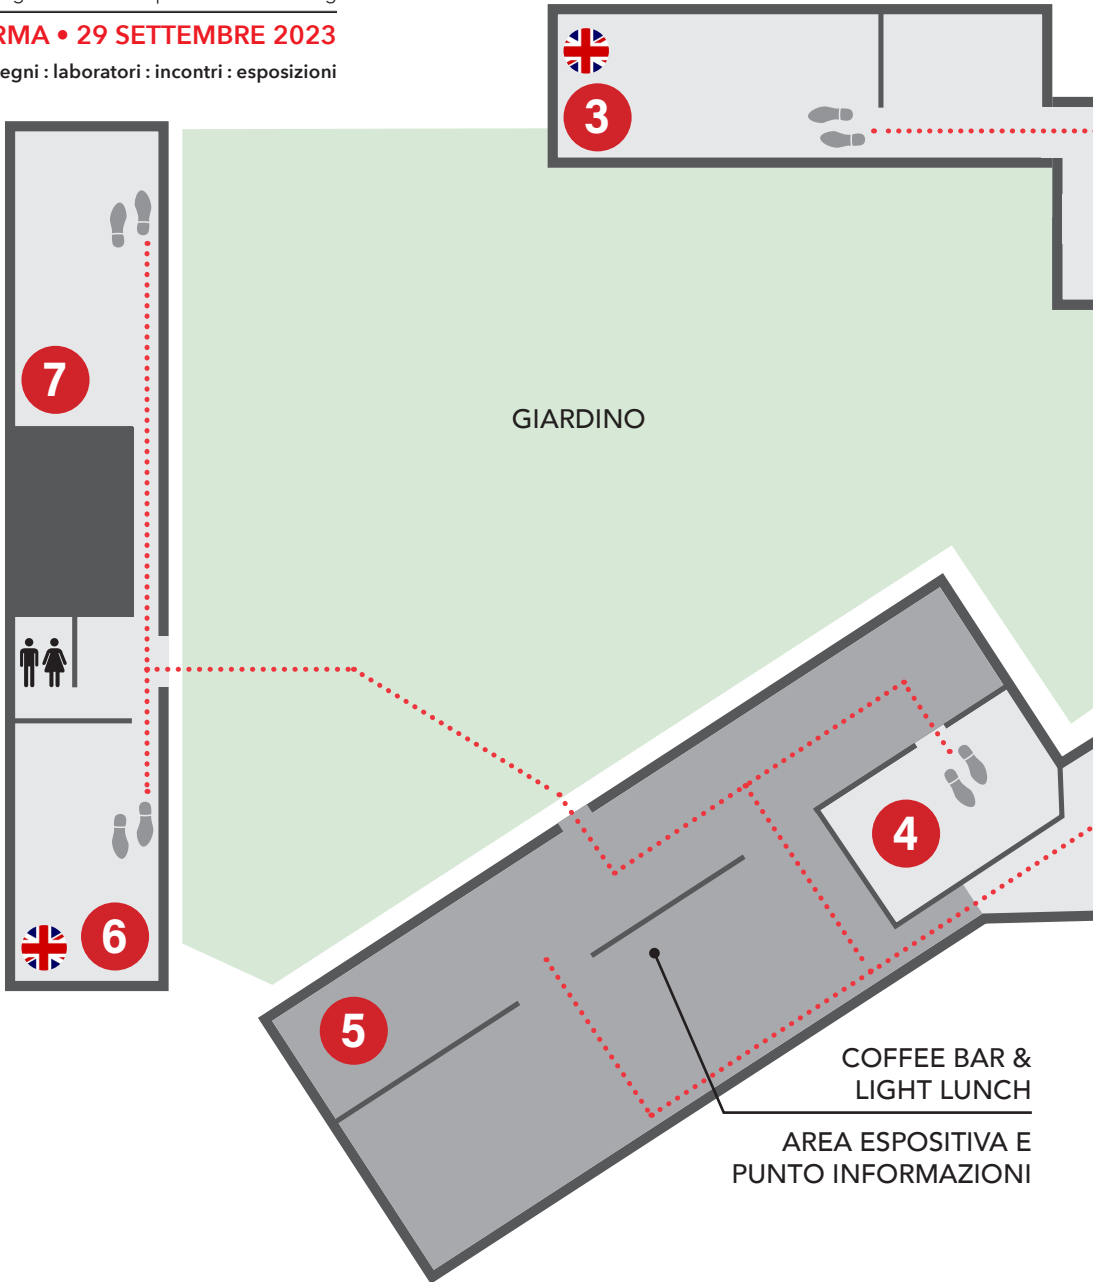 RMA • 29 SETTEMBRE 2023
egni : laboratori : incontri : esposizioni
3
7
GIARDINO
4
6
5
COFFEE BAR &
LIGHT LUNCH
AREA ESPOSITIVA E
PUNTO INFORMAZIONI